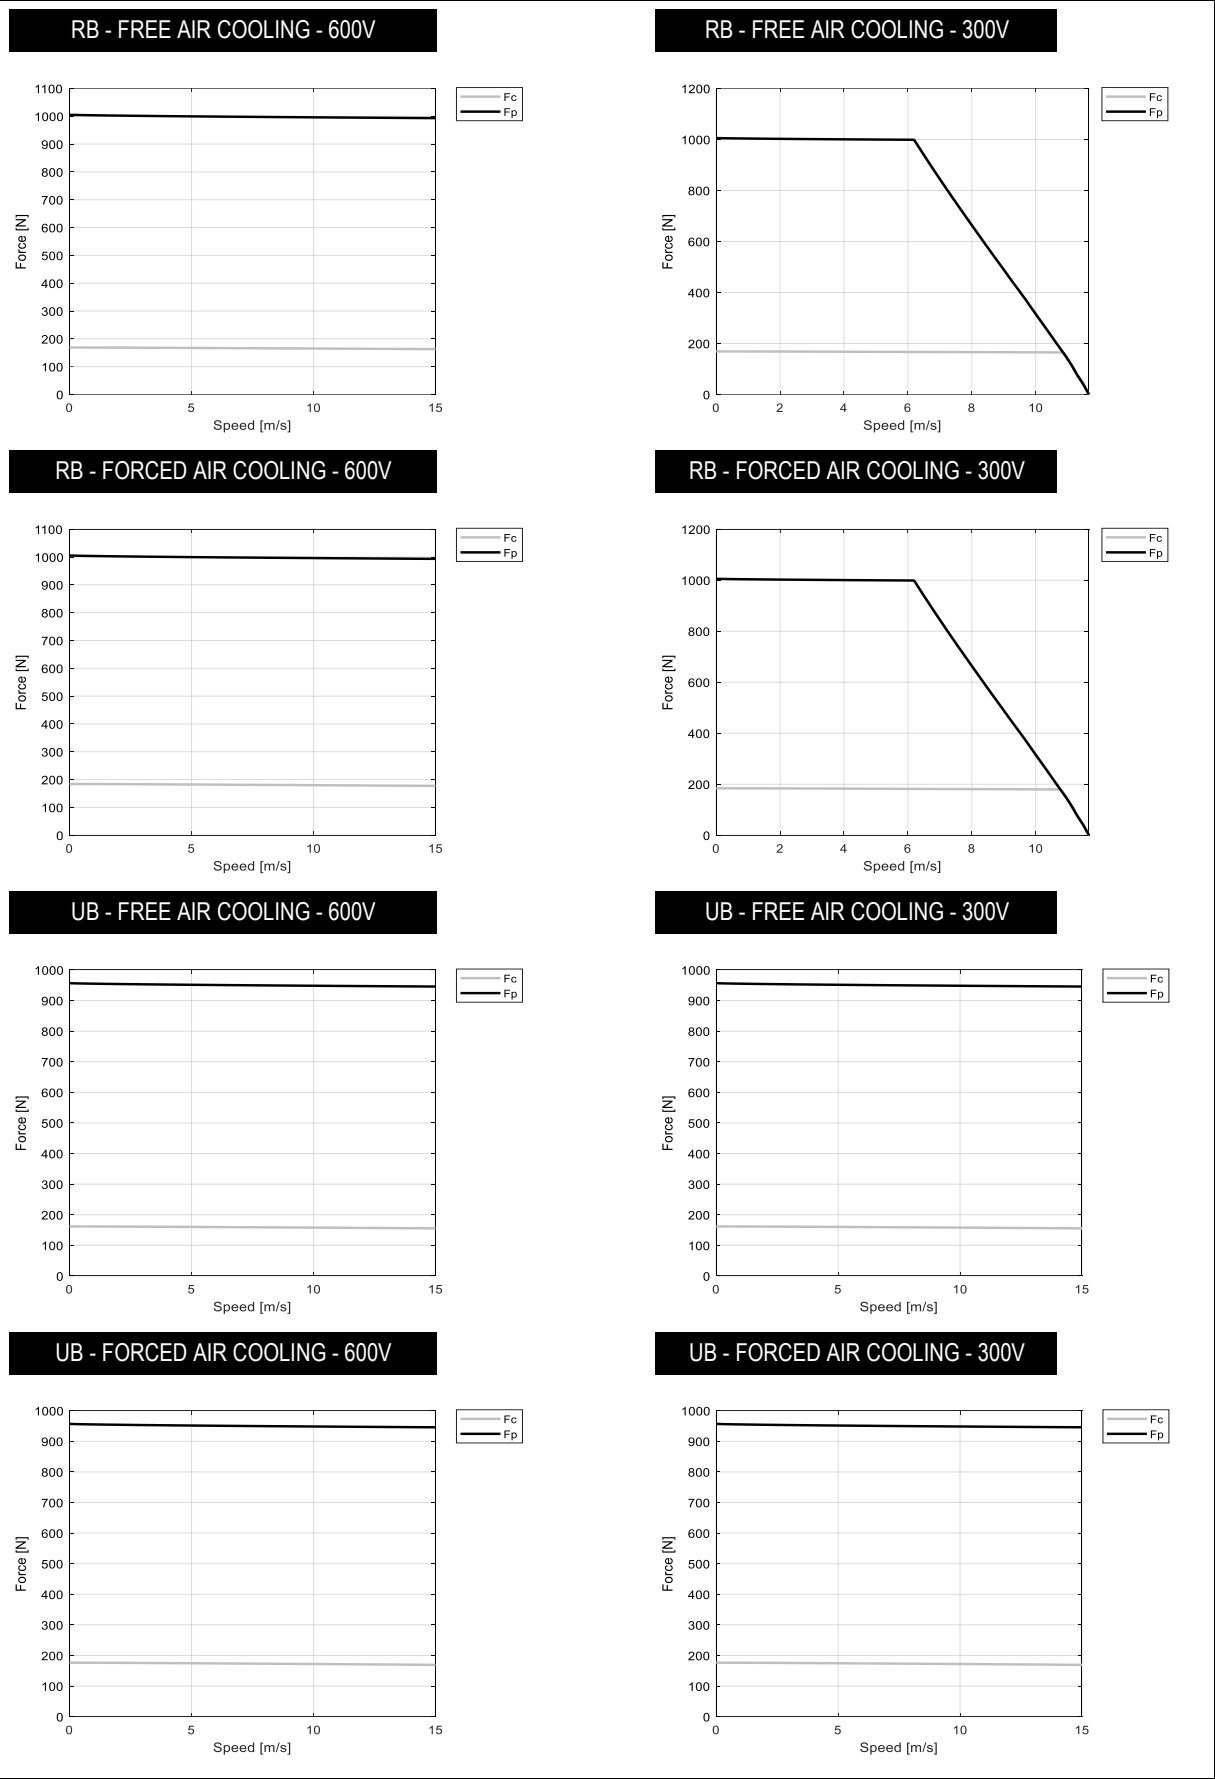 RB - FREE AIR COOLING - 600V
1100
1000
900
800
700
600
500
400
300
200
100
0
Force [N]
0 5 10 15
Speed [m/s]
Fc
Fp
RB - FREE AIR COOLING - 300V
1200
1000
800
600
400
200
0
Force [N]
0 2 4 6 8 10
Speed [m/s]
Fc
Fp
RB - FORCED AIR COOLING - 600V
1100
1000
900
800
700
600
500
400
300
200
100
0
Force [N]
0 5 10 15
Speed [m/s]
Fc
Fp
RB - FORCED AIR COOLING - 300V
1200
1000
800
600
400
200
0
Force [N]
0 2 4 6 8 10
Speed [m/s]
Fc
Fp
UB - FREE AIR COOLING - 600V
1000
900
800
700
600
500
400
300
200
100
0
Force [N]
0 5 10 15
Speed [m/s]
Fc
Fp
UB - FREE AIR COOLING - 300V
1000
900
800
700
600
500
400
300
200
100
0
Force [N]
0 5 10 15
Speed [m/s]
Fc
Fp
UB - FORCED AIR COOLING - 600V
1000
900
800
700
600
500
400
300
200
100
0
Force [N]
0 5 10 15
Speed [m/s]
Fc
Fp
UB - FORCED AIR COOLING - 300V
1000
900
800
700
600
500
400
300
200
100
0
Force [N]
0 5 10 15
Speed [m/s]
Fc
Fp